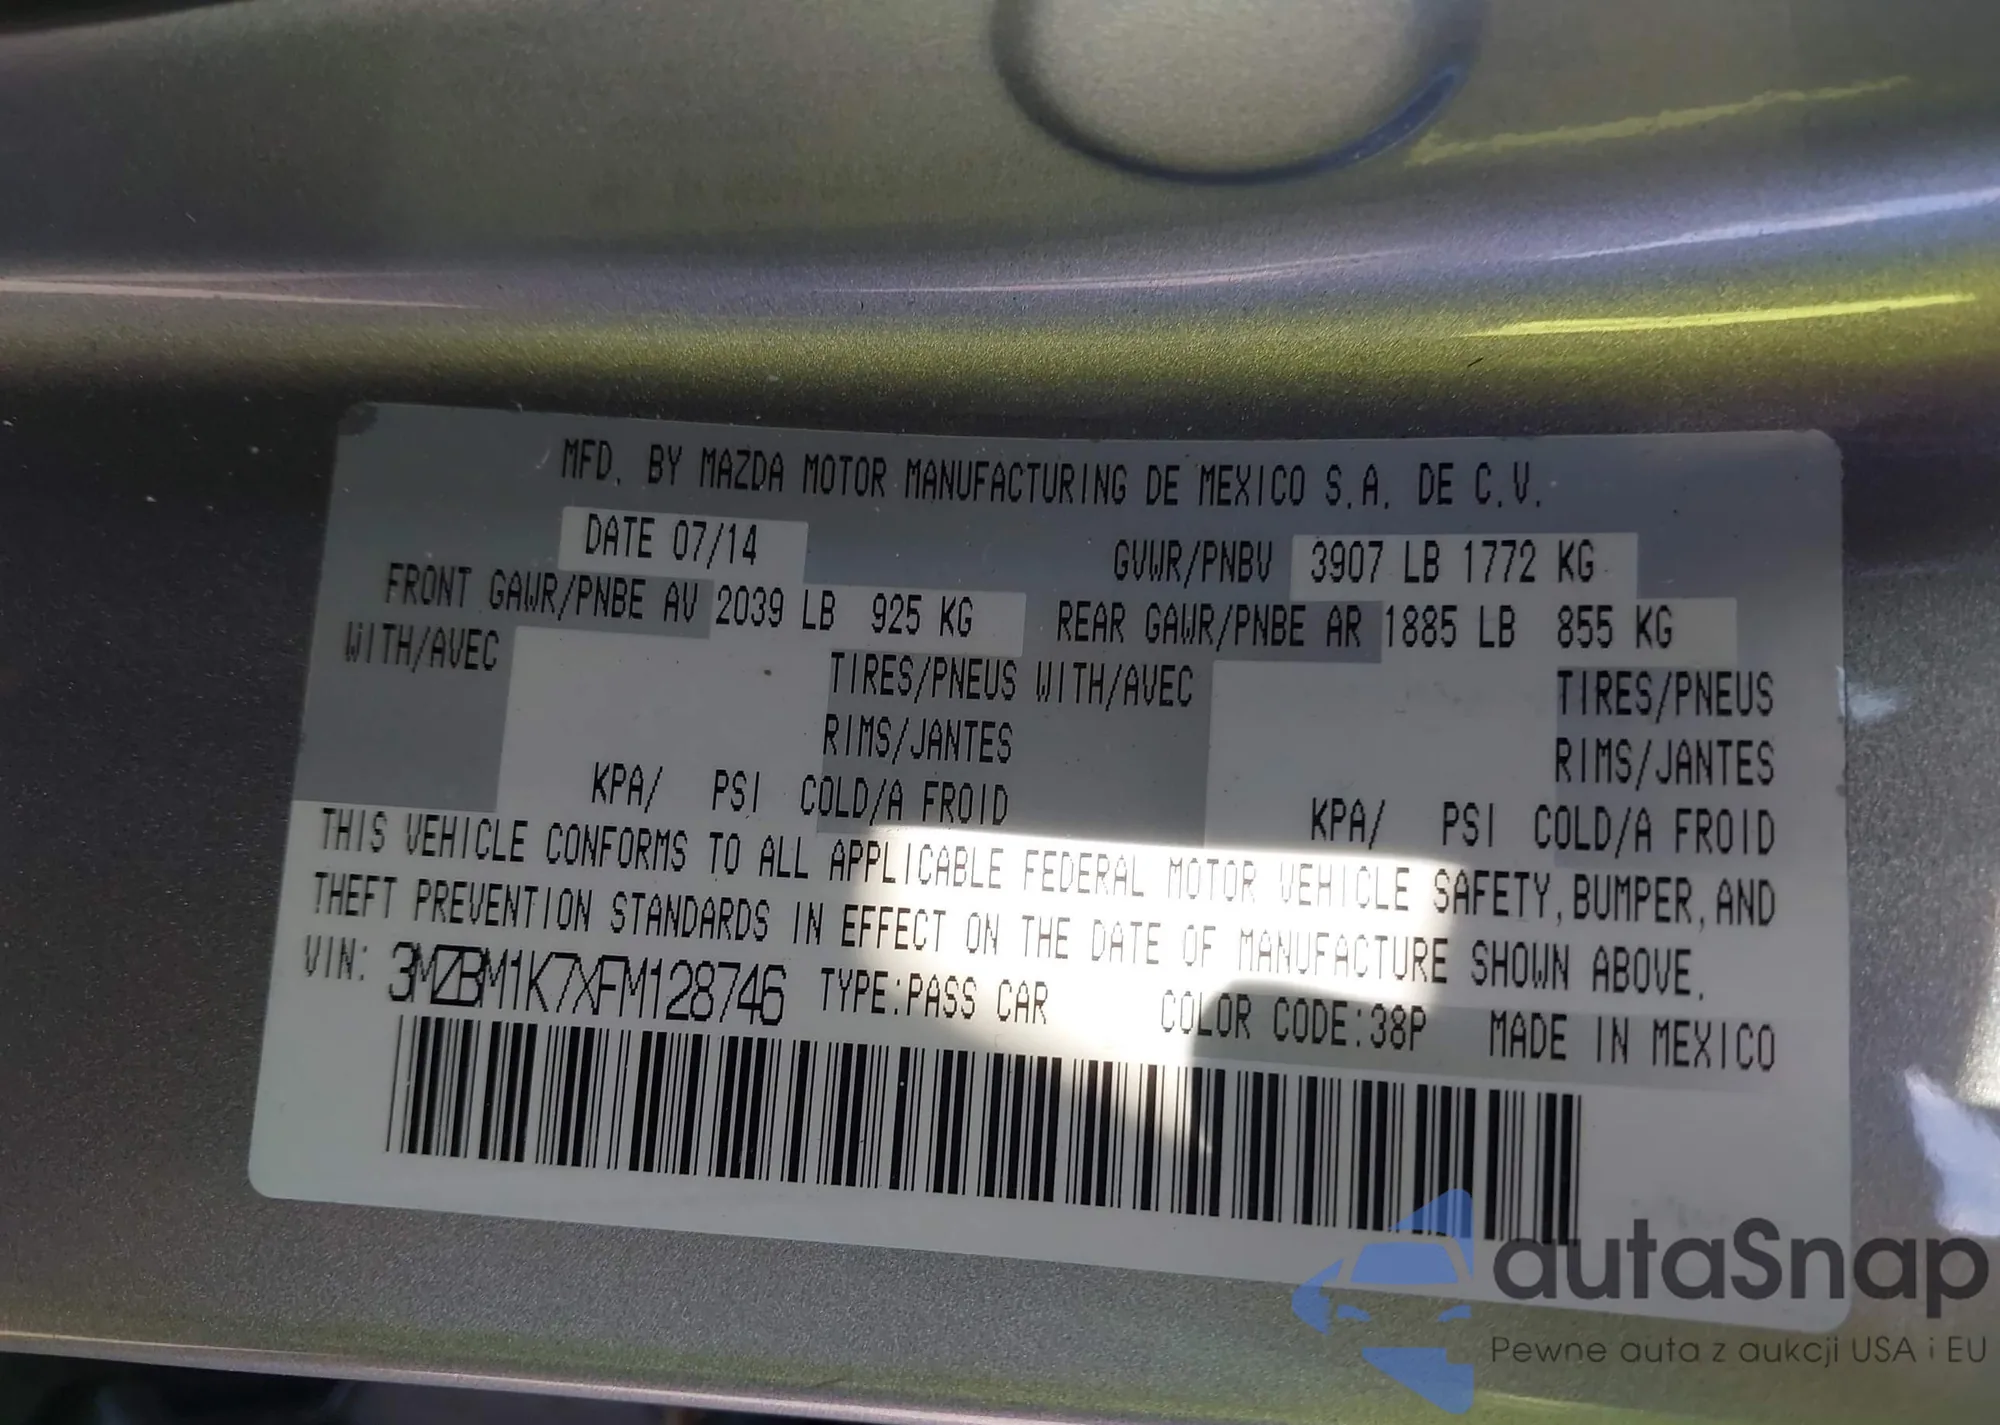 MFD. BY MAZDA MOTOR MANUFACTURING DE MEXICO S.A. DE C.V.
DATE 07/14 GVWR/PNBV 3907 LB 1772 KG
FRONT GAWR/PNBE AV 2039 LB 925 KG REAR GAWR/PNBE AR 1885 LB 855 KG
WITH/AVEC TIRES/PNEUS WITH/AVEC TIRES/PNEUS
RIMS/JANTES RIMS/JANTES
KPA/ PSI COLD/A FROID KPA/ PSI COLD/A FROID
THIS VEHICLE CONFORMS TO ALL APPLICABLE FEDERAL MOTOR VEHICLE SAFETY, BUMPER, AND
THEFT PREVENTION STANDARDS IN EFFECT ON THE DATE OF MANUFACTURE SHOWN ABOVE.
VIN: 3MZBM1K7XFM128746 TYPE:PASS CAR COLOR CODE:38P MADE IN MEXICO
autaSnap
Pewne auta z aukcji USA i EU